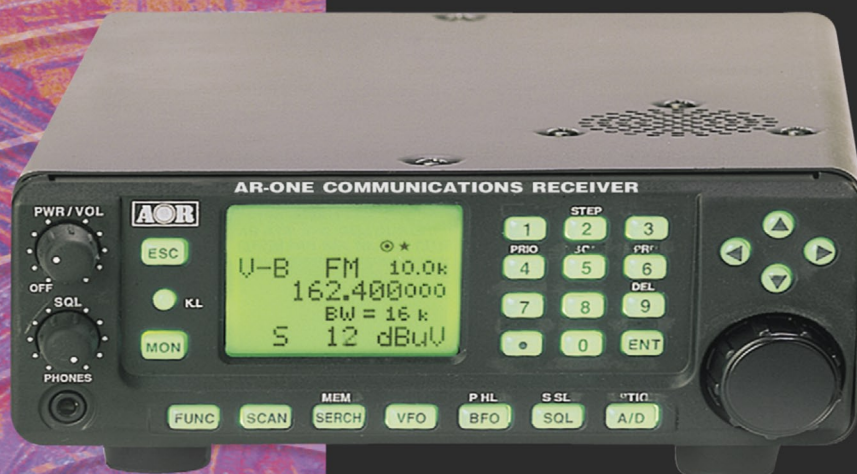 AR-ONE COMMUNICATIONS RECEIVER
PWR / VOL
AOR
OFF
SQL
PHONES
ESC
K.L
MON
V-B FM 10.0k
162.400000
BW = 16 k
S 12 dBuV
STEP
1 2 3
PRIO
4 5 6
DEL
7 8 9
• 0 ENT
MEM
FUNC SCAN SERCH VFO BFO SQL A/D